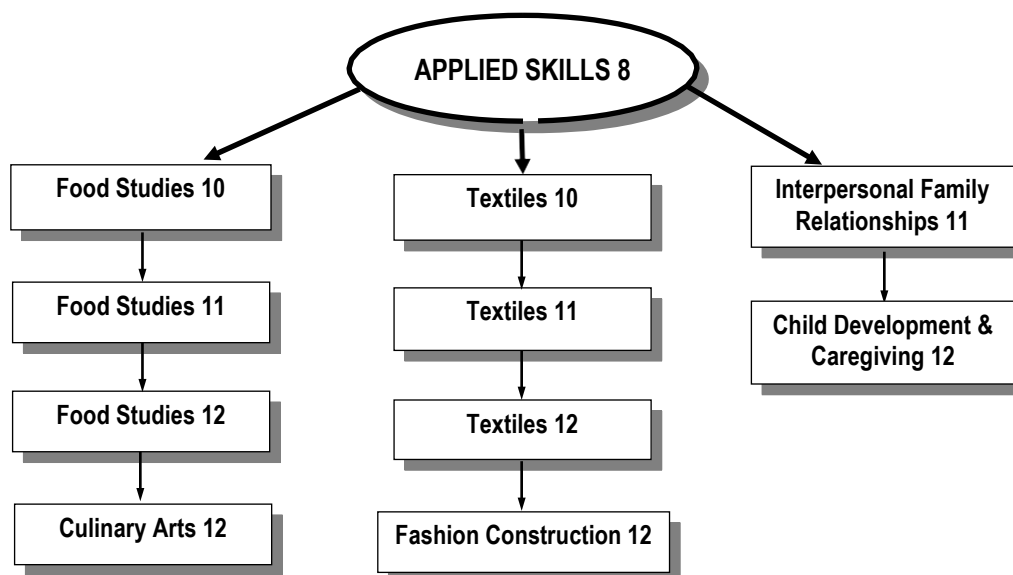 APPLIED SKILLS 8
Food Studies 10
Food Studies 11
Food Studies 12
Culinary Arts 12
Textiles 10
Textiles 11
Textiles 12
Fashion Construction 12
Interpersonal Family
Relationships 11
Child Development &
Caregiving 12